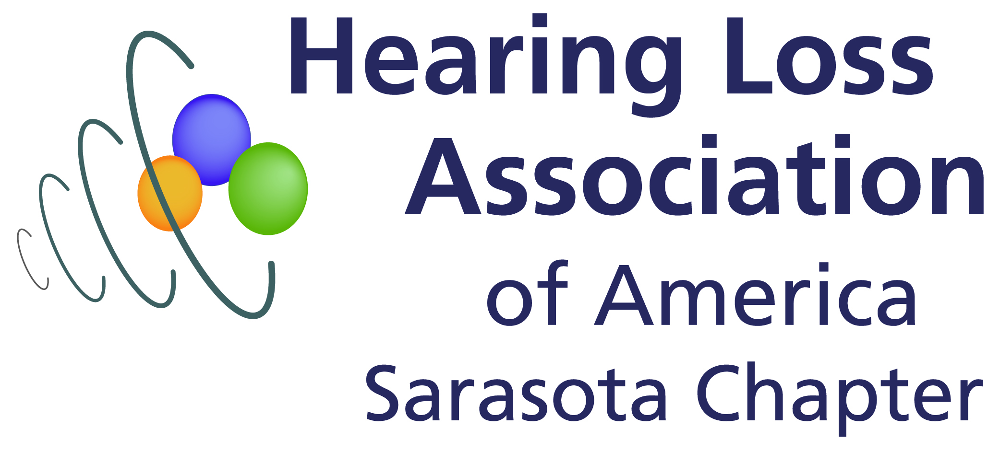 Hearing Loss
Association
of America
Sarasota Chapter